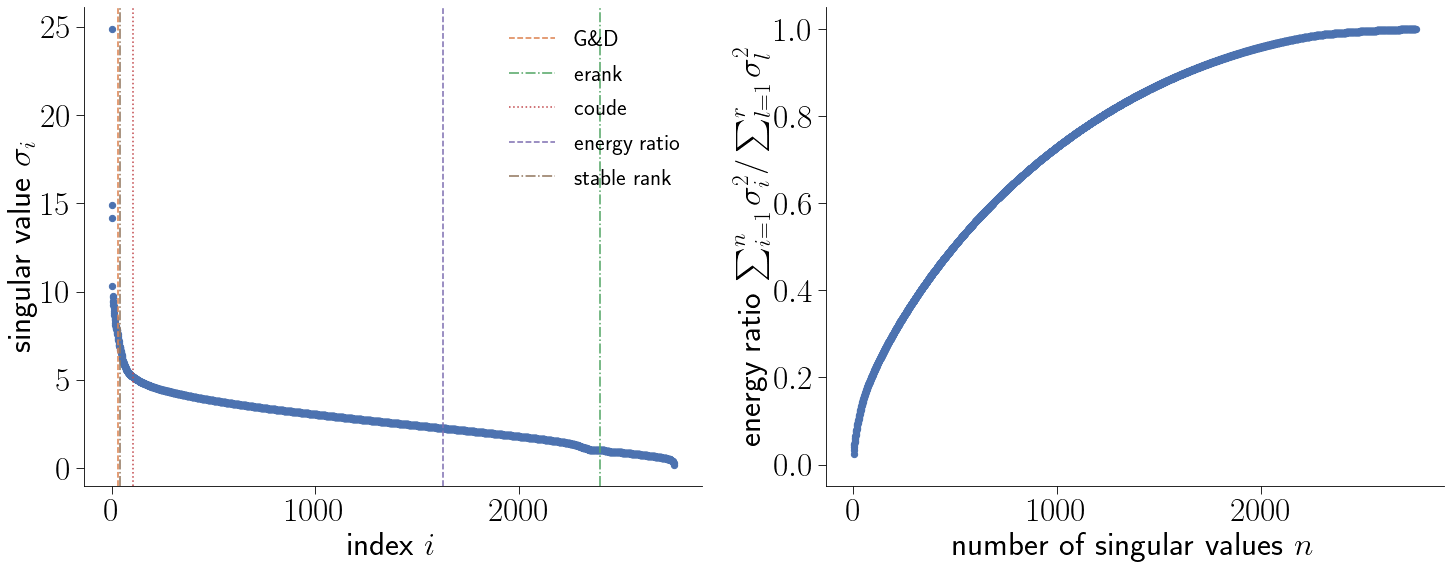 25
20
15
10
5
0
singular value σ_i
0 1000 2000
index i
G&D
erank
coude
energy ratio
stable rank
1.0
0.8
0.6
0.4
0.2
0.0
energy ratio ∑_{i=1}^{n} σ_i^2 / ∑_{l=1}^{r} σ_l^2
0 1000 2000
number of singular values n